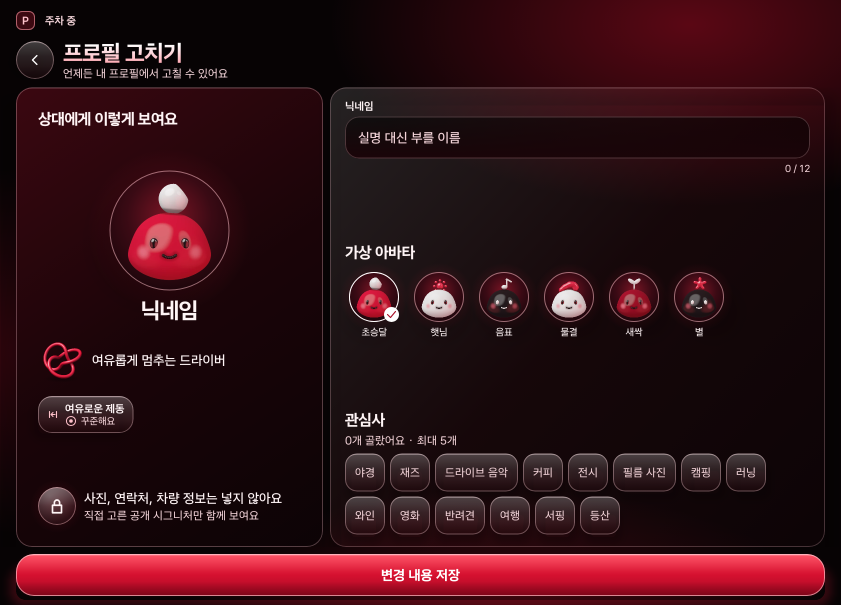 P 주차 중
프로필 고치기
언제든 내 프로필에서 고칠 수 있어요
상대에게 이렇게 보여요
닉네임
여유롭게 멈추는 드라이버
여유로운 제동
꾸준해요
사진, 연락처, 차량 정보는 넣지 않아요
직접 고른 공개 시그니처만 함께 보여요
닉네임
실명 대신 부를 이름
0 / 12
가상 아바타
초승달 햇님 음표 물결 새싹 별
관심사
0개 골랐어요 · 최대 5개
야경 재즈 드라이브 음악 커피 전시 필름 사진 캠핑 러닝
와인 영화 반려견 여행 서핑 등산
변경 내용 저장